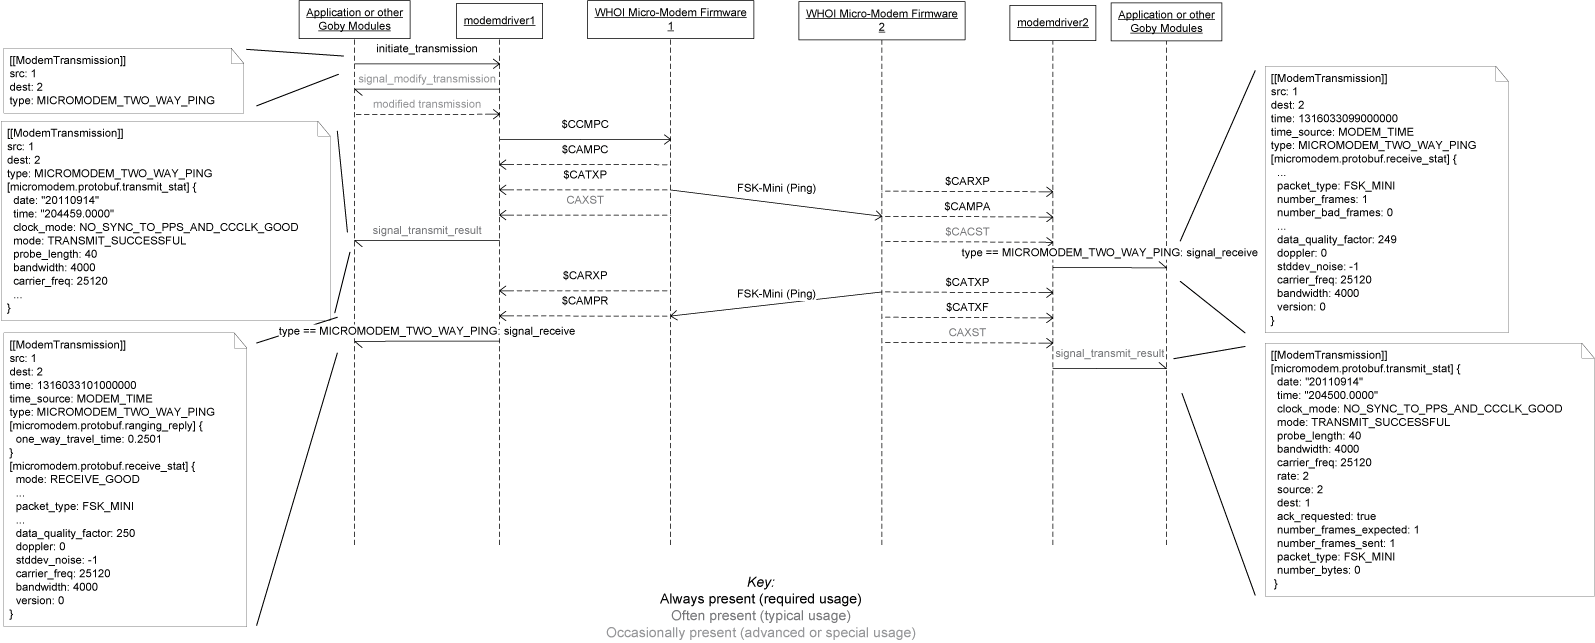 Application or other
Goby Modules
modemdriver1
WHOI Micro-Modem Firmware
1
WHOI Micro-Modem Firmware
2
modemdriver2
Application or other
Goby Modules
[[ModemTransmission]]
src: 1
dest: 2
type: MICROMODEM_TWO_WAY_PING
[[ModemTransmission]]
src: 1
dest: 2
type: MICROMODEM_TWO_WAY_PING
[micromodem.protobuf.transmit_stat] {
date: "20110914"
time: "204459.0000"
clock_mode: NO_SYNC_TO_PPS_AND_CCCLK_GOOD
mode: TRANSMIT_SUCCESSFUL
probe_length: 40
bandwidth: 4000
carrier_freq: 25120
...
}
[[ModemTransmission]]
src: 1
dest: 2
time: 1316033101000000
time_source: MODEM_TIME
type: MICROMODEM_TWO_WAY_PING
[micromodem.protobuf.ranging_reply] {
one_way_travel_time: 0.2501
}
[micromodem.protobuf.receive_stat] {
mode: RECEIVE_GOOD
...
packet_type: FSK_MINI
...
data_quality_factor: 250
doppler: 0
stddev_noise: -1
carrier_freq: 25120
bandwidth: 4000
version: 0
}
initiate_transmission
signal_modify_transmission
modified transmission
$CCMPC
$CAMPC
$CATXP
CAXST
signal_transmit_result
$CARXP
$CAMPR
type == MICROMODEM_TWO_WAY_PING: signal_receive
FSK-Mini (Ping)
FSK-Mini (Ping)
$CARXP
$CAMPA
$CACST
type == MICROMODEM_TWO_WAY_PING: signal_receive
$CATXP
$CATXF
CAXST
signal_transmit_result
[[ModemTransmission]]
src: 1
dest: 2
time: 1316033099000000
time_source: MODEM_TIME
type: MICROMODEM_TWO_WAY_PING
[micromodem.protobuf.receive_stat] {
...
packet_type: FSK_MINI
number_frames: 1
number_bad_frames: 0
...
data_quality_factor: 249
doppler: 0
stddev_noise: -1
carrier_freq: 25120
bandwidth: 4000
version: 0
}
[[ModemTransmission]]
[micromodem.protobuf.transmit_stat] {
date: "20110914"
time: "204500.0000"
clock_mode: NO_SYNC_TO_PPS_AND_CCCLK_GOOD
mode: TRANSMIT_SUCCESSFUL
probe_length: 40
bandwidth: 4000
carrier_freq: 25120
rate: 2
source: 2
dest: 1
ack_requested: true
number_frames_expected: 1
number_frames_sent: 1
packet_type: FSK_MINI
number_bytes: 0
}
Key:
Always present (required usage)
Often present (typical usage)
Occasionally present (advanced or special usage)